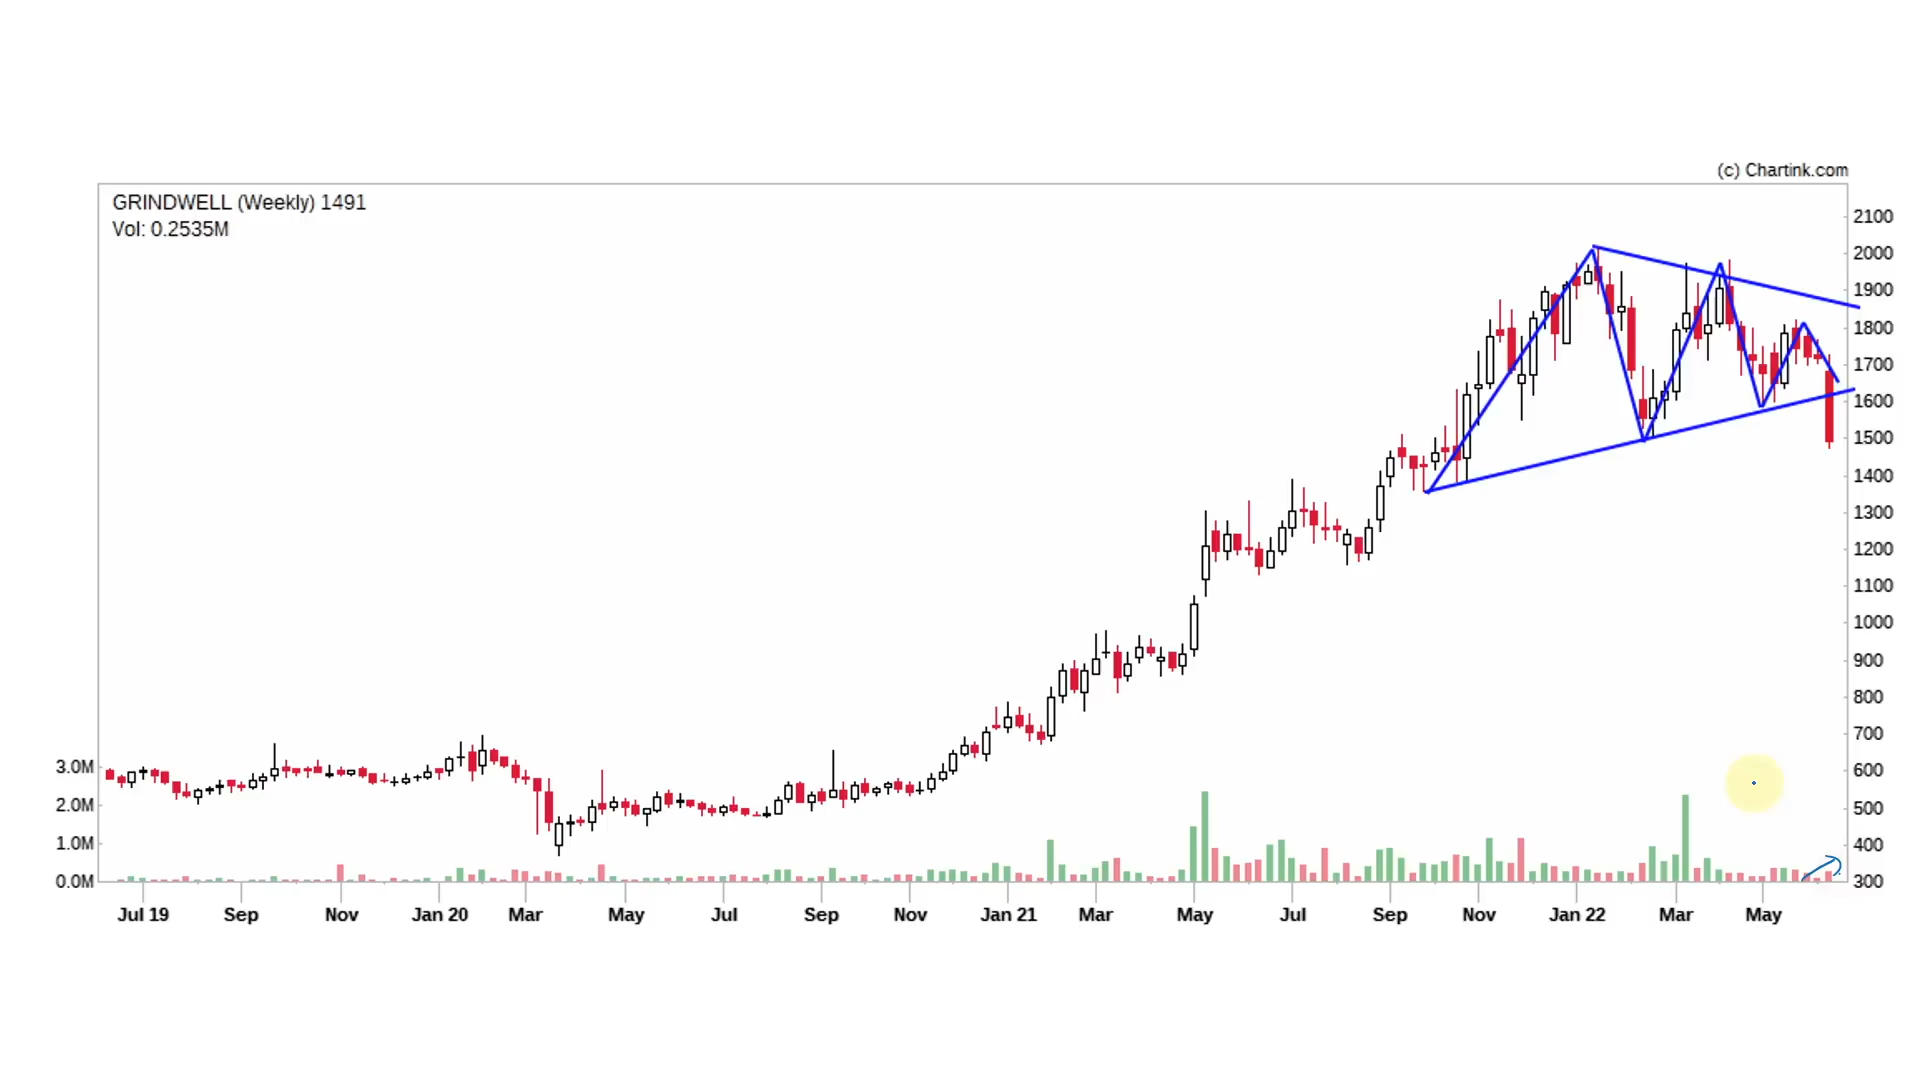 (c) Chartink.com
GRINDWELL (Weekly) 1491
Vol: 0.2535M
2100
2000
1900
1800
1700
1600
1500
1400
1300
1200
1100
1000
900
800
700
600
500
400
300
3.0M
2.0M
1.0M
0.0M
Jul 19 Sep Nov Jan 20 Mar May Jul Sep Nov Jan 21 Mar May Jul Sep Nov Jan 22 Mar May